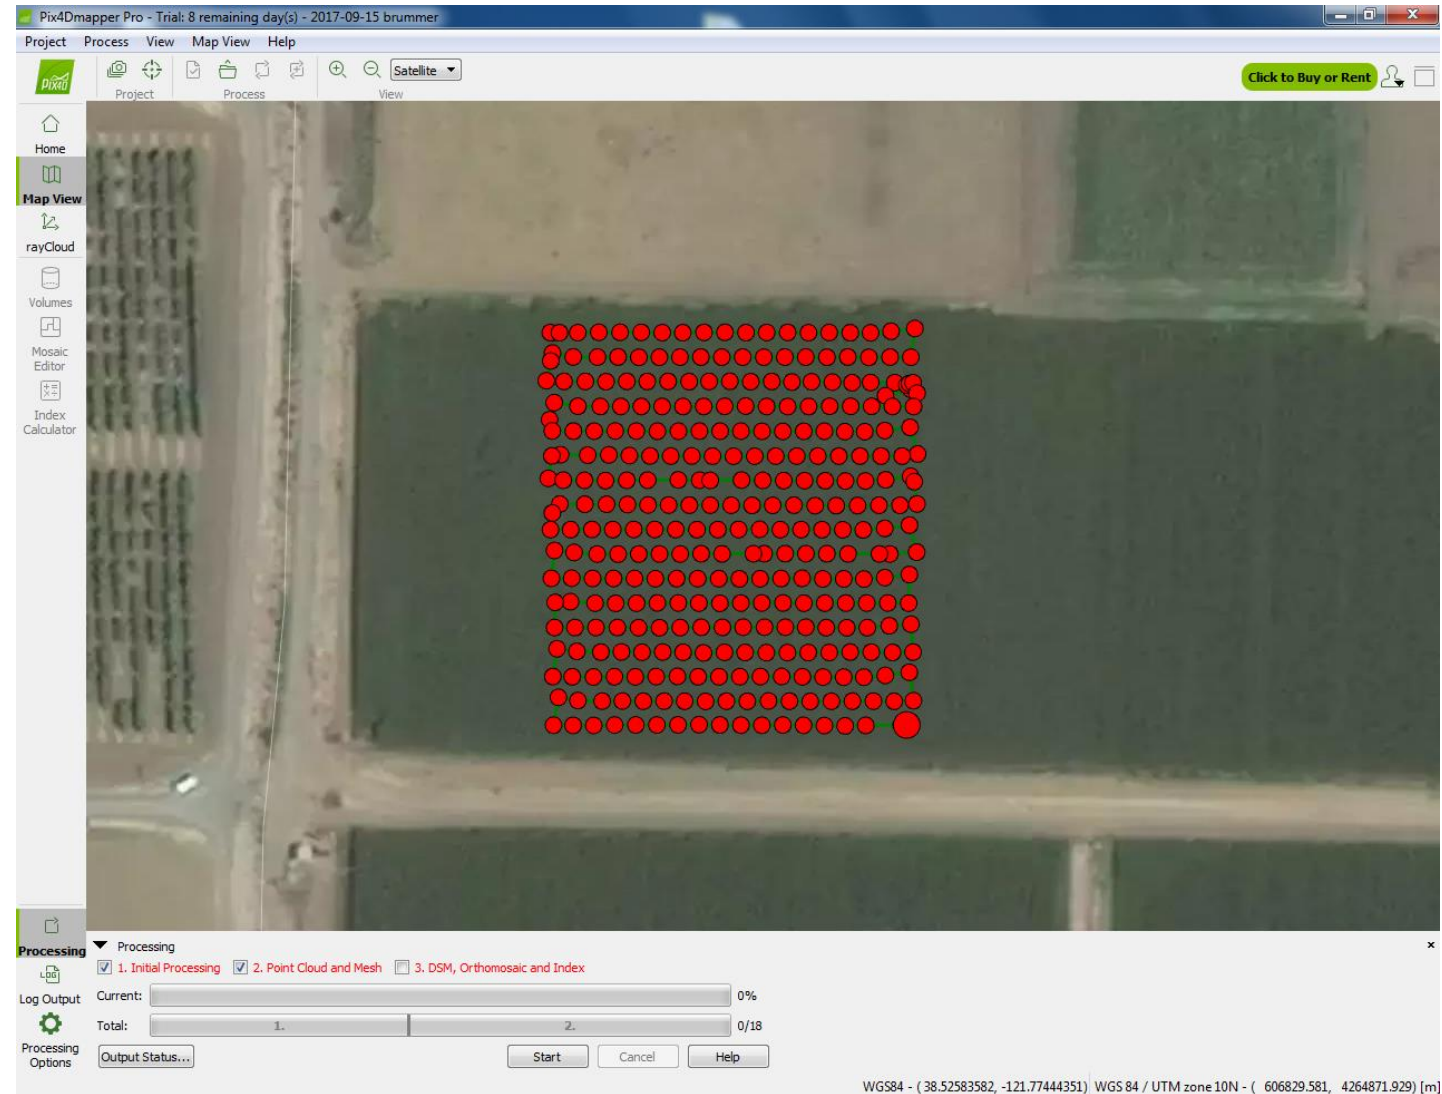 Pix4Dmapper Pro - Trial: 8 remaining day(s) - 2017-09-15 brummer
Project Process View Map View Help
PIX4D
Satellite
Click to Buy or Rent
Project Process View
Home
Map View
rayCloud
Volumes
Mosaic
Editor
Index
Calculator
Processing
Log Output
Processing
Options
Processing
1. Initial Processing 2. Point Cloud and Mesh 3. DSM, Orthomosaic and Index
Current: 0%
Total: 1. 2. 0/18
Output Status... Start Cancel Help
WGS84 - ( 38.52583582, -121.77444351) WGS 84 / UTM zone 10N - ( 606829.581, 4264871.929) [m]